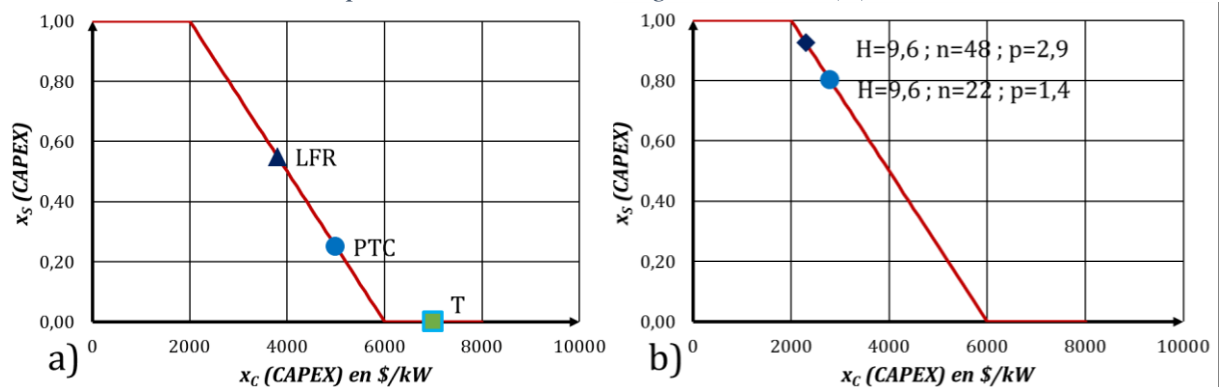 1,00
0,80
0,60
0,40
0,20
0,00
x_S (CAPEX)
LFR
PTC
T
0 2000 4000 6000 8000 10000
a)
x_C (CAPEX) en $/kW
1,00
0,80
0,60
0,40
0,20
0,00
x_S (CAPEX)
H=9,6 ; n=48 ; p=2,9
H=9,6 ; n=22 ; p=1,4
0 2000 4000 6000 8000 10000
b)
x_C (CAPEX) en $/kW